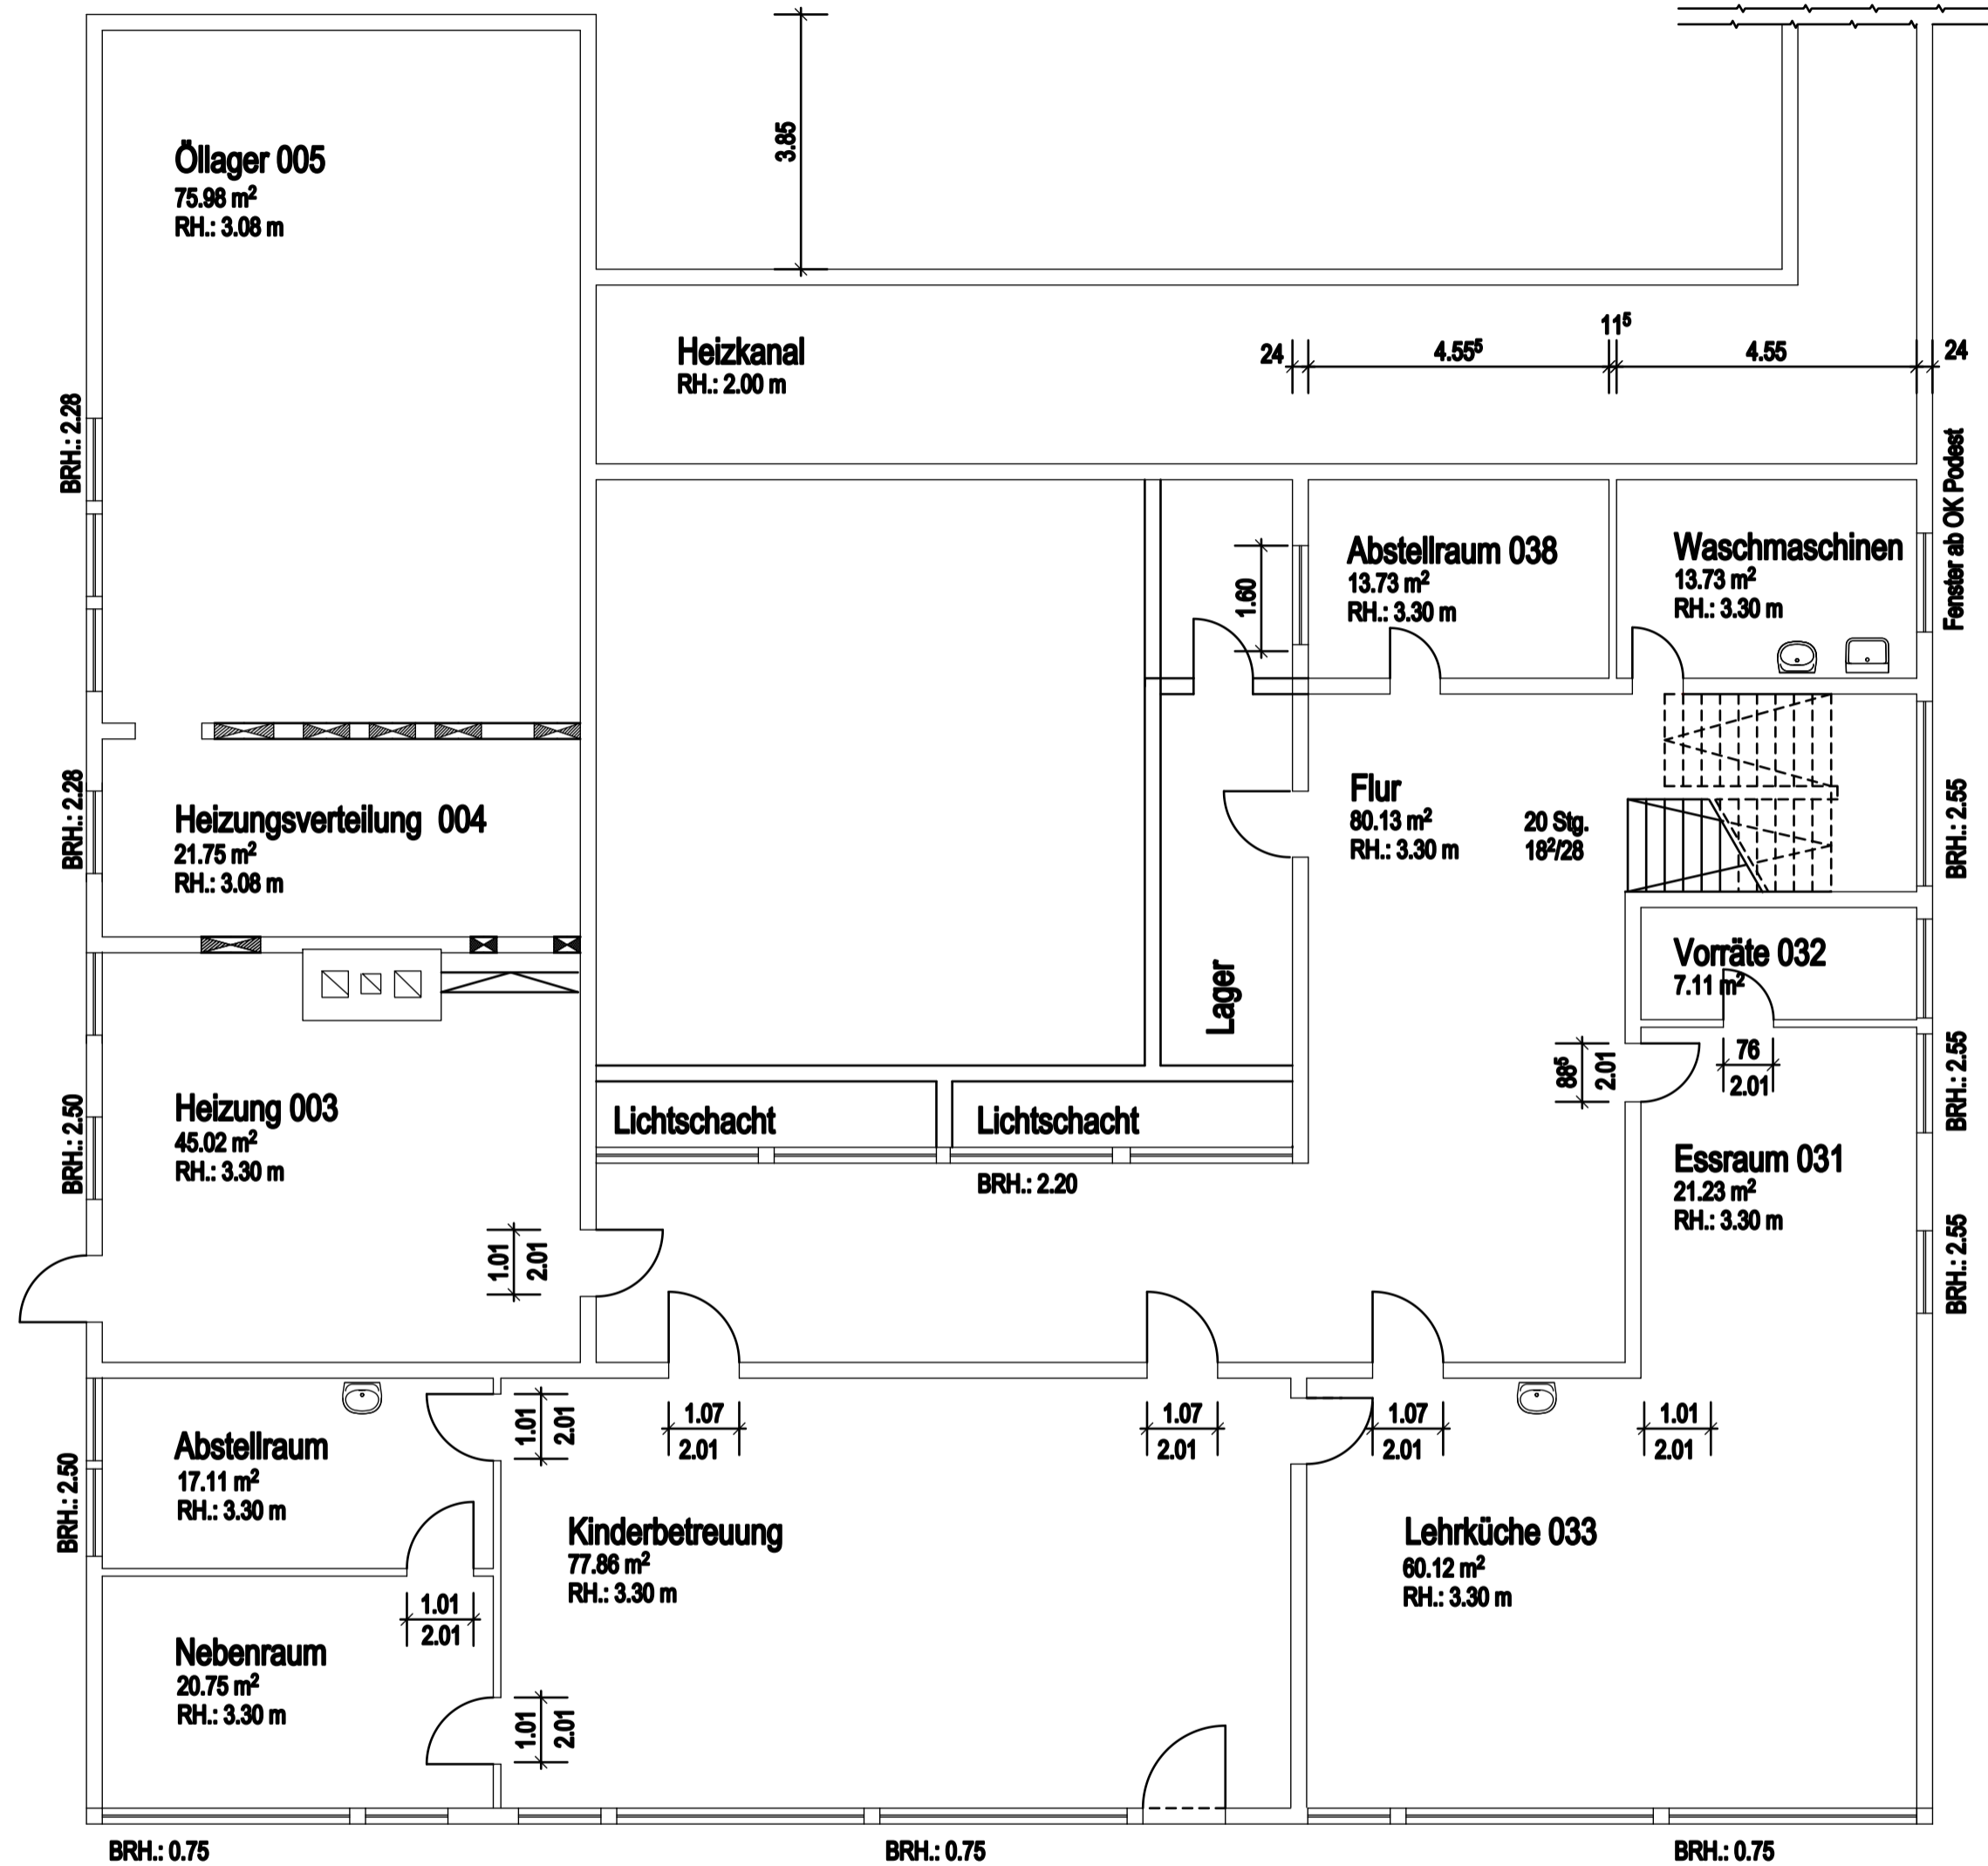 3.85
Öllager 005
75.98 m²
RH.: 3.08 m
Heizkanal
RH.: 2.00 m
24
4.55⁵
11⁵
4.55
24
BRH.: 2.28
Fenster ab OK Podest
Abstellraum 038
13.73 m²
RH.: 3.30 m
Waschmaschinen
13.73 m²
RH.: 3.30 m
1.60
BRH.: 2.28
Heizungsverteilung 004
21.75 m²
RH.: 3.08 m
Flur
80.13 m²
RH.: 3.30 m
20 Stg.
18²/28
BRH.: 2.55
Lager
Vorräte 032
7.11 m²
88⁵
2.01
76
2.01
BRH.: 2.55
Heizung 003
45.02 m²
RH.: 3.30 m
BRH.: 2.50
Lichtschacht
Lichtschacht
BRH.: 2.20
Essraum 031
21.23 m²
RH.: 3.30 m
BRH.: 2.55
1.01
2.01
1.01
2.01
1.07
2.01
1.07
2.01
1.07
2.01
1.01
2.01
Abstellraum
17.11 m²
RH.: 3.30 m
BRH.: 2.50
Kinderbetreuung
77.86 m²
RH.: 3.30 m
Lehrküche 033
60.12 m²
RH.: 3.30 m
1.01
2.01
Nebenraum
20.75 m²
RH.: 3.30 m
1.01
2.01
BRH.: 0.75
BRH.: 0.75
BRH.: 0.75